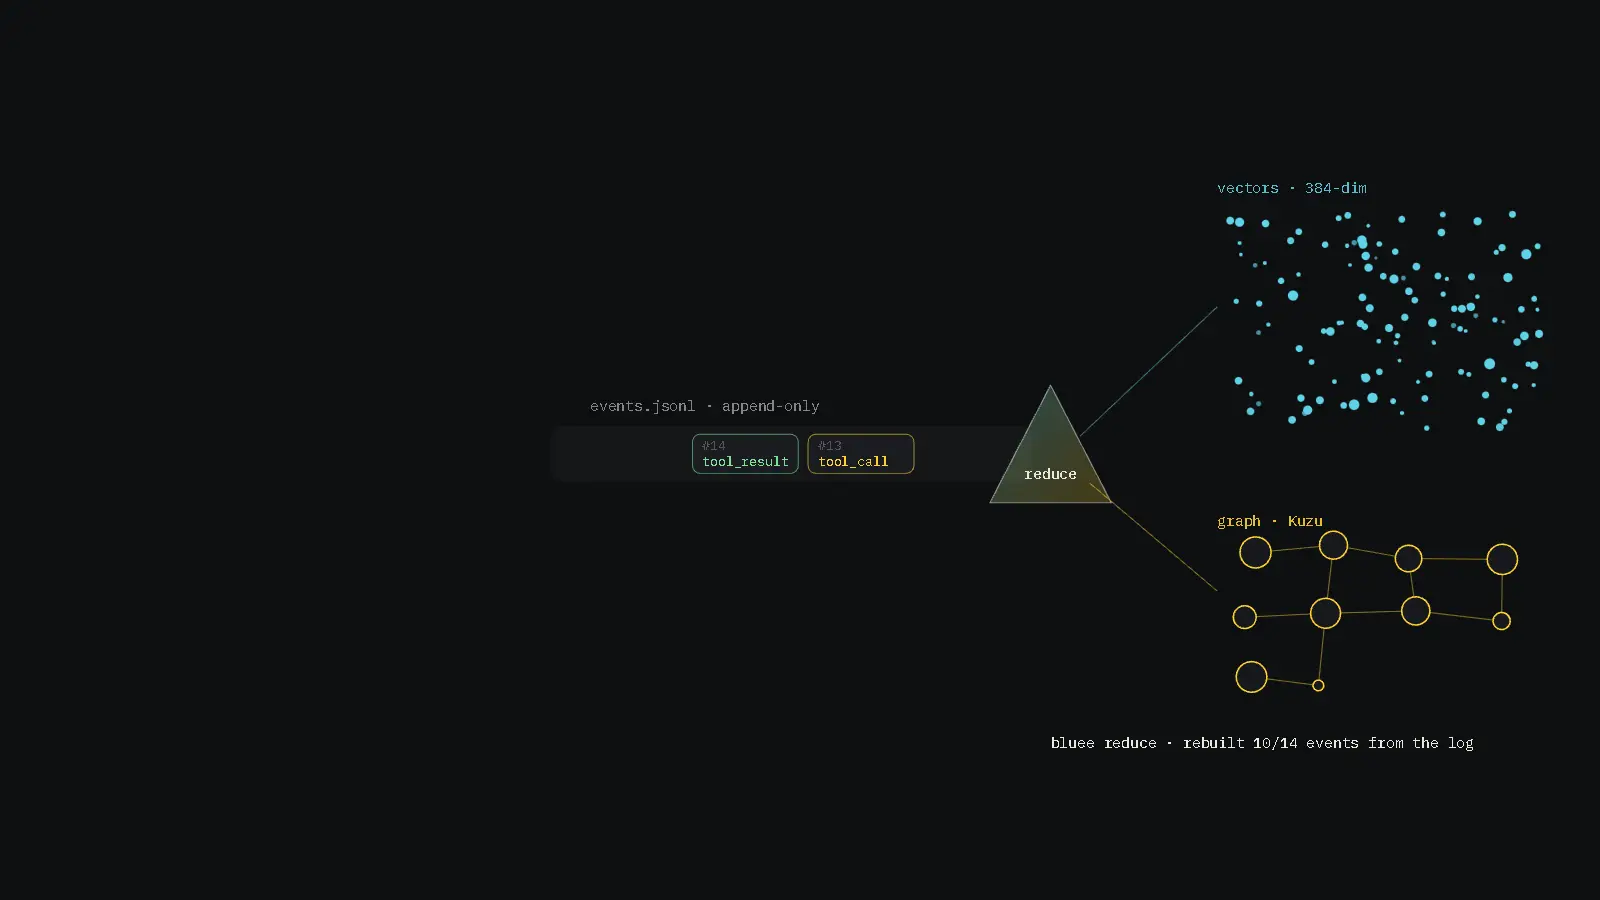 vectors · 384-dim
events.jsonl · append-only
#14
tool_result
#13
tool_call
reduce
graph · Kuzu
bluee reduce · rebuilt 10/14 events from the log